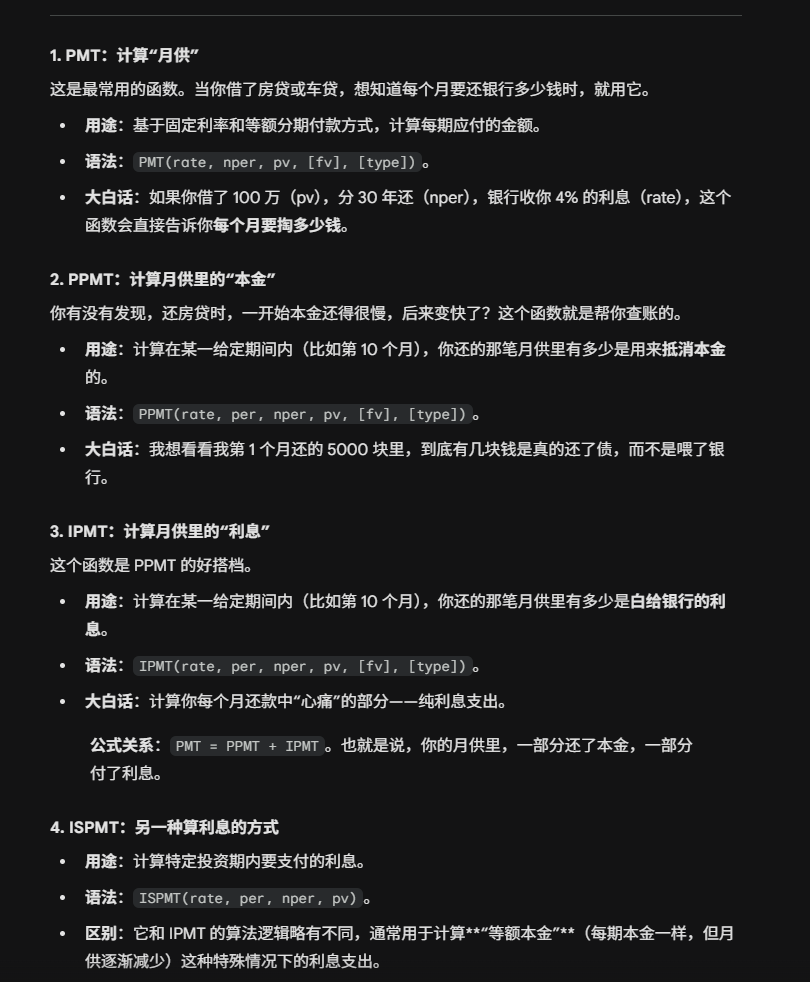 1. PMT：计算“月供”
这是最常用的函数。当你借了房贷或车贷，想知道每个月要还银行多少钱时，就用它。
• 用途：基于固定利率和等额分期付款方式，计算每期应付的金额。
• 语法：PMT(rate, nper, pv, [fv], [type])。
• 大白话：如果你借了 100 万（pv），分 30 年还（nper），银行收你 4% 的利息（rate），这个
函数会直接告诉你每个月要掏多少钱。
2. PPMT：计算月供里的“本金”
你有没有发现，还房贷时，一开始本金还得很慢，后来变快了？这个函数就是帮你查账的。
• 用途：计算在某一给定期间内（比如第 10 个月），你还的那笔月供里有多少是用来抵消本金
的。
• 语法：PPMT(rate, per, nper, pv, [fv], [type])。
• 大白话：我想看看我第 1 个月还的 5000 块里，到底有几块钱是真的还了债，而不是喂了银
行。
3. IPMT：计算月供里的“利息”
这个函数是 PPMT 的好搭档。
• 用途：计算在某一给定期间内（比如第 10 个月），你还的那笔月供里有多少是白给银行的利
息。
• 语法：IPMT(rate, per, nper, pv, [fv], [type])。
• 大白话：计算你每个月还款中“心痛”的部分——纯利息支出。
公式关系：PMT = PPMT + IPMT。也就是说，你的月供里，一部分还了本金，一部分
付了利息。
4. ISPMT：另一种算利息的方式
• 用途：计算特定投资期内要支付的利息。
• 语法：ISPMT(rate, per, nper, pv)。
• 区别：它和 IPMT 的算法逻辑略有不同，通常用于计算**“等额本金”**（每期本金一样，但月
供逐渐减少）这种特殊情况下的利息支出。